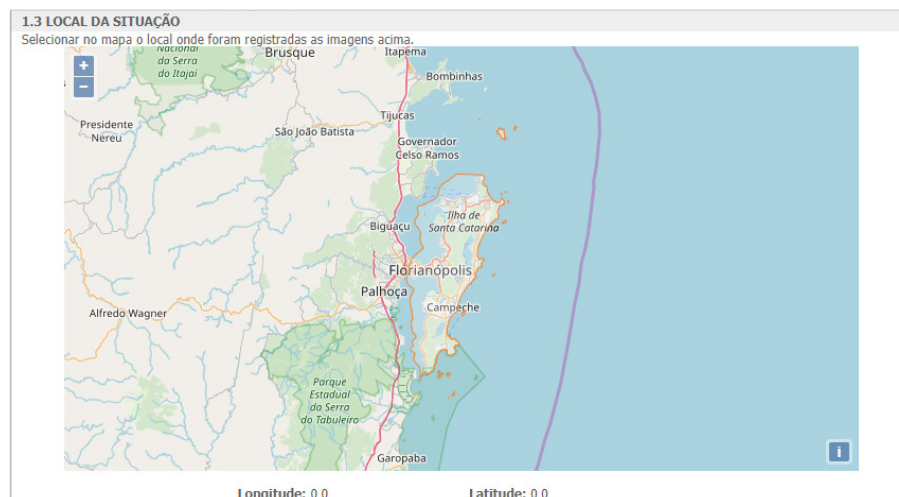 1.3 LOCAL DA SITUAÇÃO
Selecionar no mapa o local onde foram registradas as imagens acima.
Nacional
da Serra
do Itajaí
Brusque
Itapema
+
−
Bombinhas
Tijucas
Presidente
Nereu
São João Batista
Governador
Celso Ramos
Ilha de
Santa Catarina
Biguaçu
Florianópolis
Palhoça
Campeche
Alfredo Wagner
Parque
Estadual
da Serra
do Tabuleiro
Garopaba
i
Longitude: 0.0 Latitude: 0.0